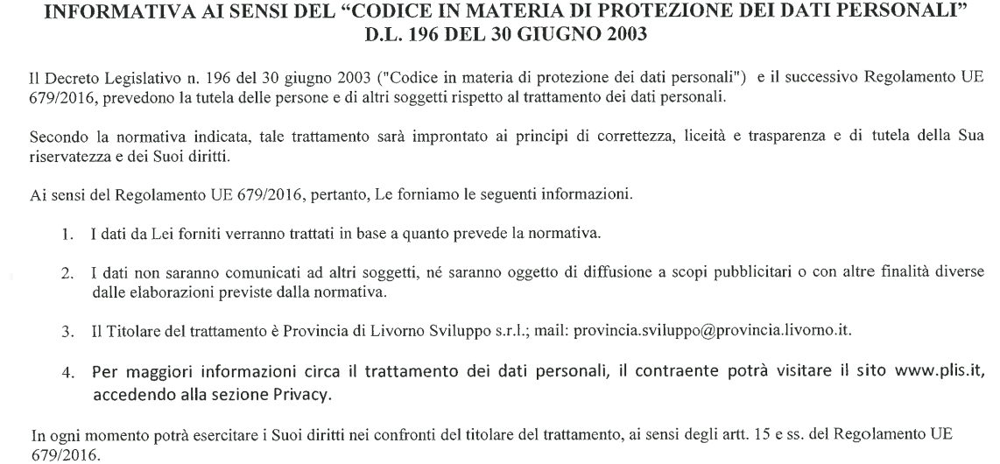 INFORMATIVA AI SENSI DEL “CODICE IN MATERIA DI PROTEZIONE DEI DATI PERSONALI”
D.L. 196 DEL 30 GIUGNO 2003
Il Decreto Legislativo n. 196 del 30 giugno 2003 ("Codice in materia di protezione dei dati personali") e il successivo Regolamento UE
679/2016, prevedono la tutela delle persone e di altri soggetti rispetto al trattamento dei dati personali.
Secondo la normativa indicata, tale trattamento sarà improntato ai principi di correttezza, liceità e trasparenza e di tutela della Sua
riservatezza e dei Suoi diritti.
Ai sensi del Regolamento UE 679/2016, pertanto, Le forniamo le seguenti informazioni.
1. I dati da Lei forniti verranno trattati in base a quanto prevede la normativa.
2. I dati non saranno comunicati ad altri soggetti, né saranno oggetto di diffusione a scopi pubblicitari o con altre finalità diverse
dalle elaborazioni previste dalla normativa.
3. Il Titolare del trattamento è Provincia di Livorno Sviluppo s.r.l.; mail: provincia.sviluppo@provincia.livorno.it.
4. Per maggiori informazioni circa il trattamento dei dati personali, il contraente potrà visitare il sito www.plis.it,
accedendo alla sezione Privacy.
In ogni momento potrà esercitare i Suoi diritti nei confronti del titolare del trattamento, ai sensi degli artt. 15 e ss. del Regolamento UE
679/2016.